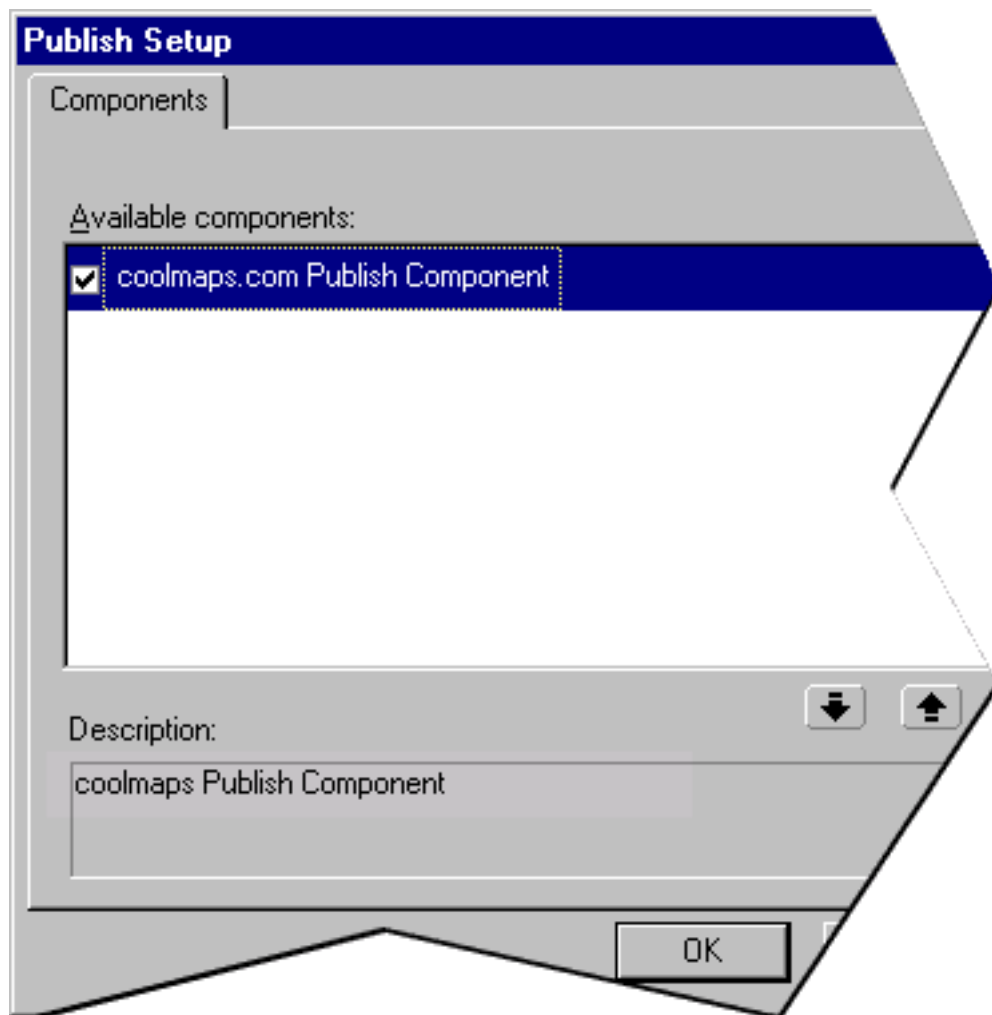 Publish Setup
Components
Available components:
coolmaps.com Publish Component
Description:
coolmaps Publish Component
OK